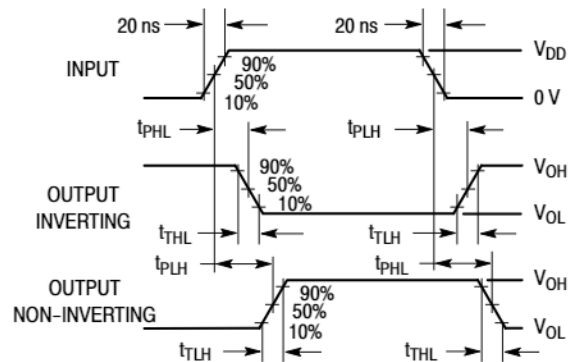 20 ns
20 ns
INPUT
90%
50%
10%
VDD
0 V
tPHL
tPLH
OUTPUT
INVERTING
90%
50%
10%
VOH
VOL
tTHL
tTLH
tPLH
tPHL
OUTPUT
NON–INVERTING
90%
50%
10%
VOH
VOL
tTLH
tTHL